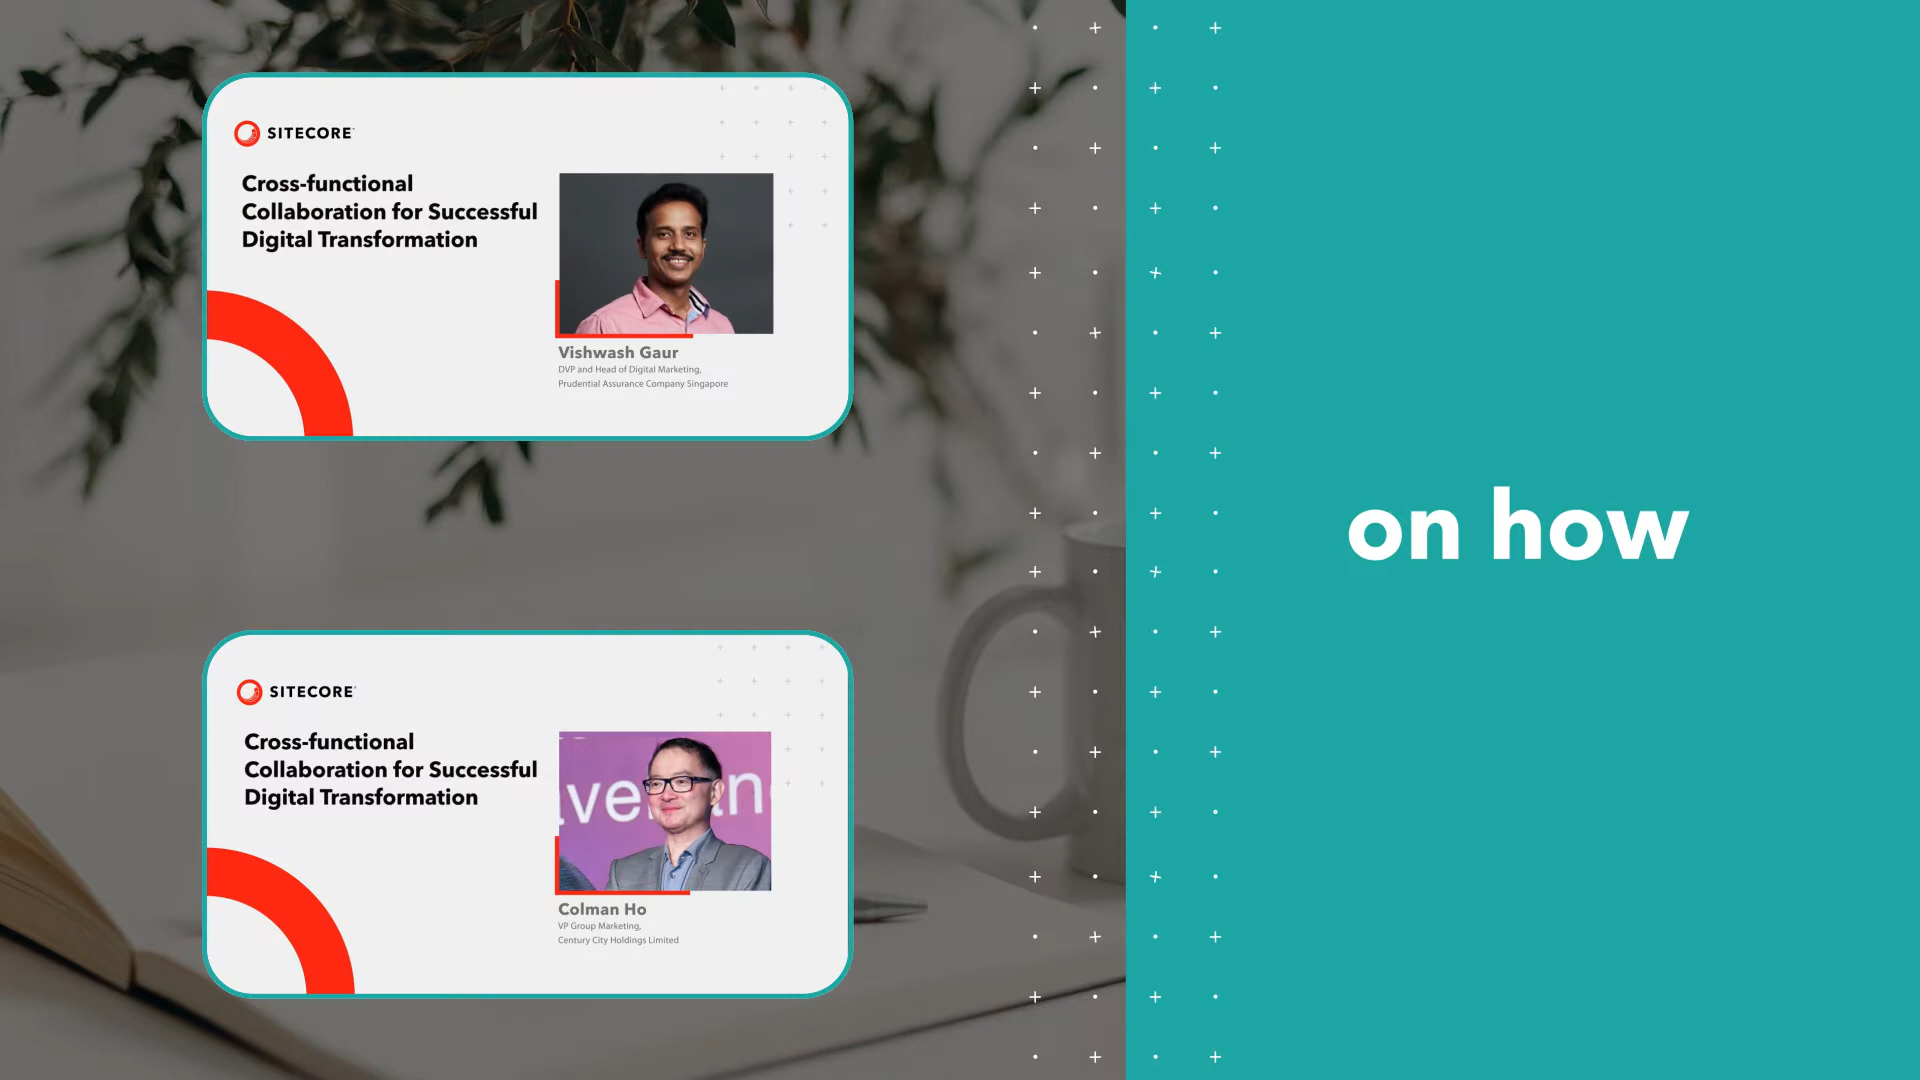 SITECORE
Cross-functional
Collaboration for Successful
Digital Transformation
Vishwash Gaur
DVP and Head of Digital Marketing,
Prudential Assurance Company Singapore
SITECORE
Cross-functional
Collaboration for Successful
Digital Transformation
Colman Ho
VP Group Marketing,
Century City Holdings Limited
on how